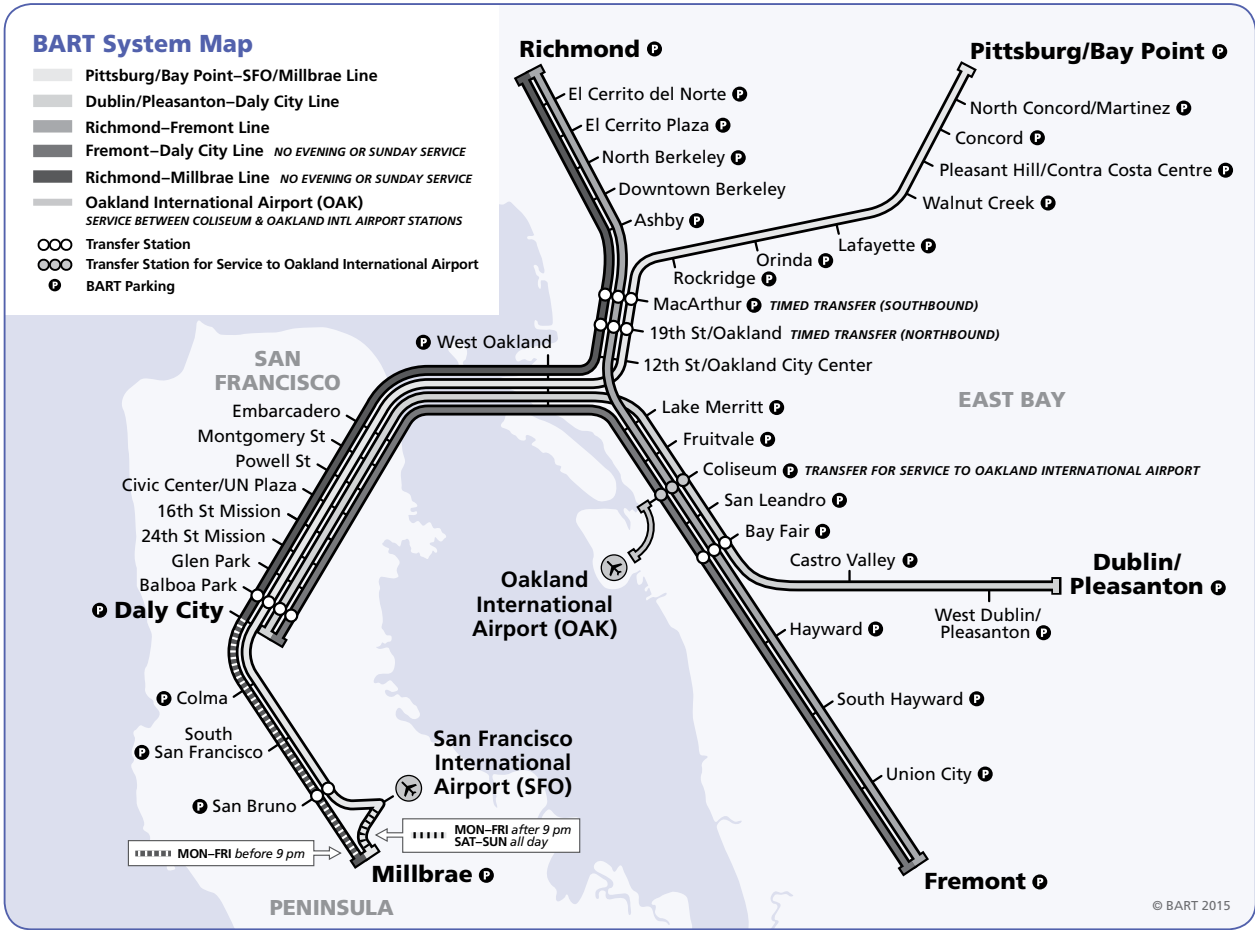 BART System Map
Pittsburg/Bay Point–SFO/Millbrae Line
Dublin/Pleasanton–Daly City Line
Richmond–Fremont Line
Fremont–Daly City Line NO EVENING OR SUNDAY SERVICE
Richmond–Millbrae Line NO EVENING OR SUNDAY SERVICE
Oakland International Airport (OAK)
SERVICE BETWEEN COLISEUM & OAKLAND INTL AIRPORT STATIONS
Transfer Station
Transfer Station for Service to Oakland International Airport
P BART Parking
Richmond P
El Cerrito del Norte P
El Cerrito Plaza P
North Berkeley P
Downtown Berkeley
Ashby P
Pittsburg/Bay Point P
North Concord/Martinez P
Concord P
Pleasant Hill/Contra Costa Centre P
Walnut Creek P
Lafayette P
Orinda P
Rockridge P
MacArthur P TIMED TRANSFER (SOUTHBOUND)
19th St/Oakland TIMED TRANSFER (NORTHBOUND)
12th St/Oakland City Center
P West Oakland
SAN
FRANCISCO
EAST BAY
Embarcadero
Montgomery St
Powell St
Civic Center/UN Plaza
16th St Mission
24th St Mission
Glen Park
Balboa Park
P Daly City
Lake Merritt P
Fruitvale P
Coliseum P TRANSFER FOR SERVICE TO OAKLAND INTERNATIONAL AIRPORT
San Leandro P
Bay Fair P
Castro Valley P
Dublin/
Pleasanton P
West Dublin/
Pleasanton P
Oakland
International
Airport (OAK)
Hayward P
South Hayward P
Union City P
Fremont P
P Colma
South
P San Francisco
San Francisco
International
Airport (SFO)
P San Bruno
MON–FRI after 9 pm
SAT–SUN all day
MON–FRI before 9 pm
Millbrae P
PENINSULA
© BART 2015